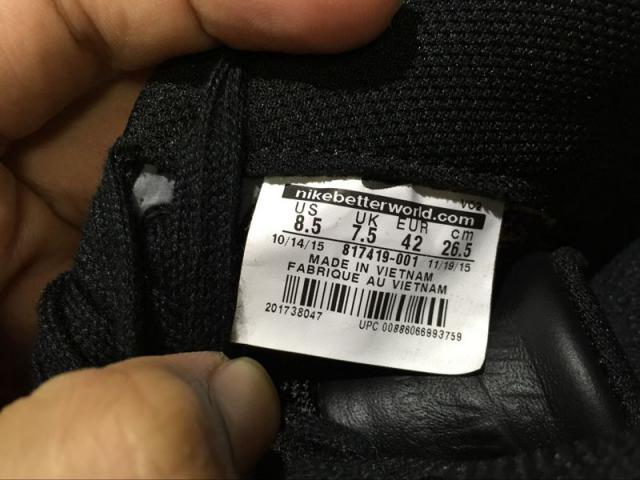 nikebetterworld.com
VO2
US UK EUR cm
8.5 7.5 42 26.5
10/14/15 817419-001 11/19/15
MADE IN VIETNAM
FABRIQUE AU VIETNAM
201738047 UPC 00886066993759